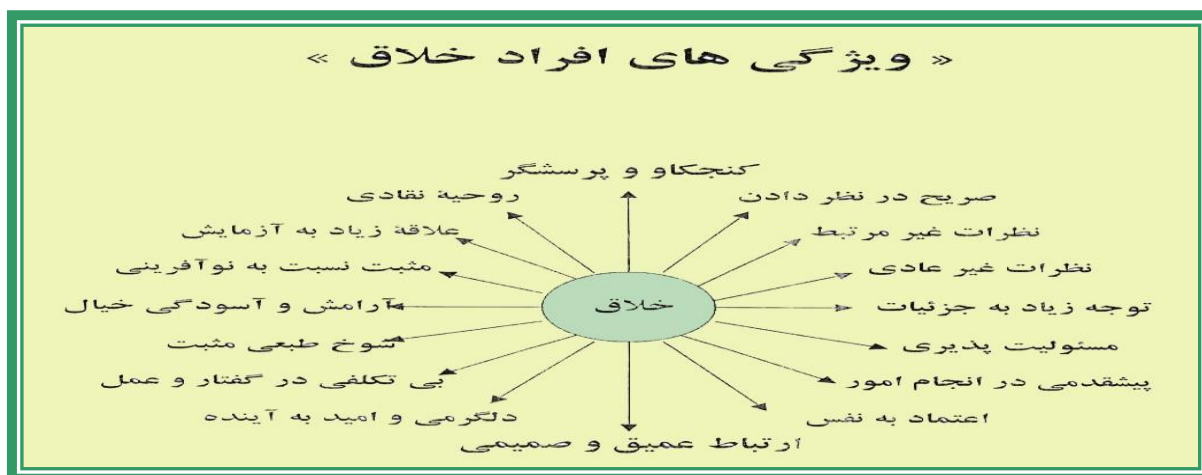 « ویژگی های افراد خلاق »
کنجکاو و پرسشگر
صریح در نظر دادن
روحیۀ نقادی
نظرات غیر مرتبط
علاقۀ زیاد به آزمایش
نظرات غیر عادی
مثبت نسبت به نوآفرینی
توجه زیاد به جزئیات
خلاق
آرامش و آسودگی خیال
مسئولیت پذیری
شوخ طبعی مثبت
پیشقدمی در انجام امور
بی تکلفی در گفتار و عمل
اعتماد به نفس
دلگرمی و امید به آینده
ارتباط عمیق و صمیمی